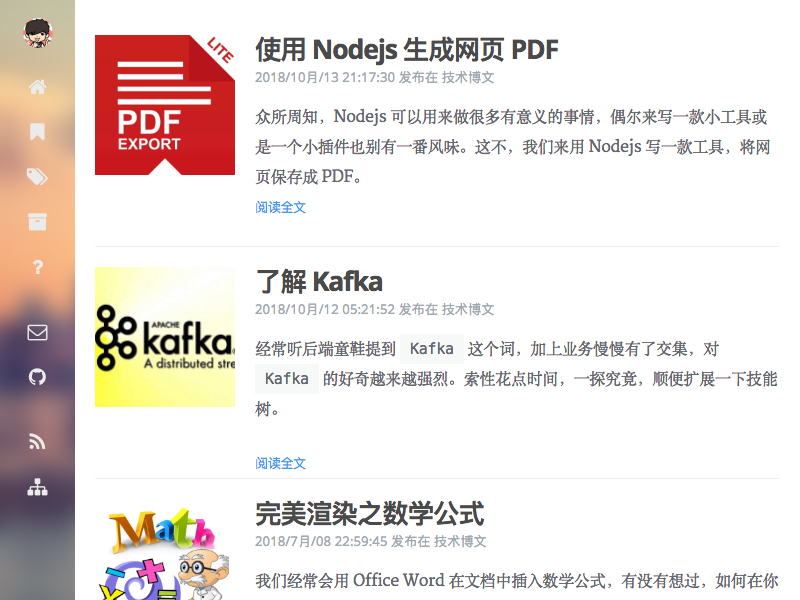 LITE
PDF
EXPORT
使用 Nodejs 生成网页 PDF
2018/10月/13 21:17:30 发布在 技术博文
众所周知，Nodejs 可以用来做很多有意义的事情，偶尔来写一款小工具或
是一个小插件也别有一番风味。这不，我们来用 Nodejs 写一款工具，将网
页保存成 PDF。
阅读全文
APACHE
kafka
A distributed stre
了解 Kafka
2018/10月/12 05:21:52 发布在 技术博文
经常听后端童鞋提到 Kafka 这个词，加上业务慢慢有了交集，对
Kafka 的好奇越来越强烈。索性花点时间，一探究竟，顺便扩展一下技能
树。
阅读全文
Math
完美渲染之数学公式
2018/7月/08 22:59:45 发布在 技术博文
我们经常会用 Office Word 在文档中插入数学公式，有没有想过，如何在你